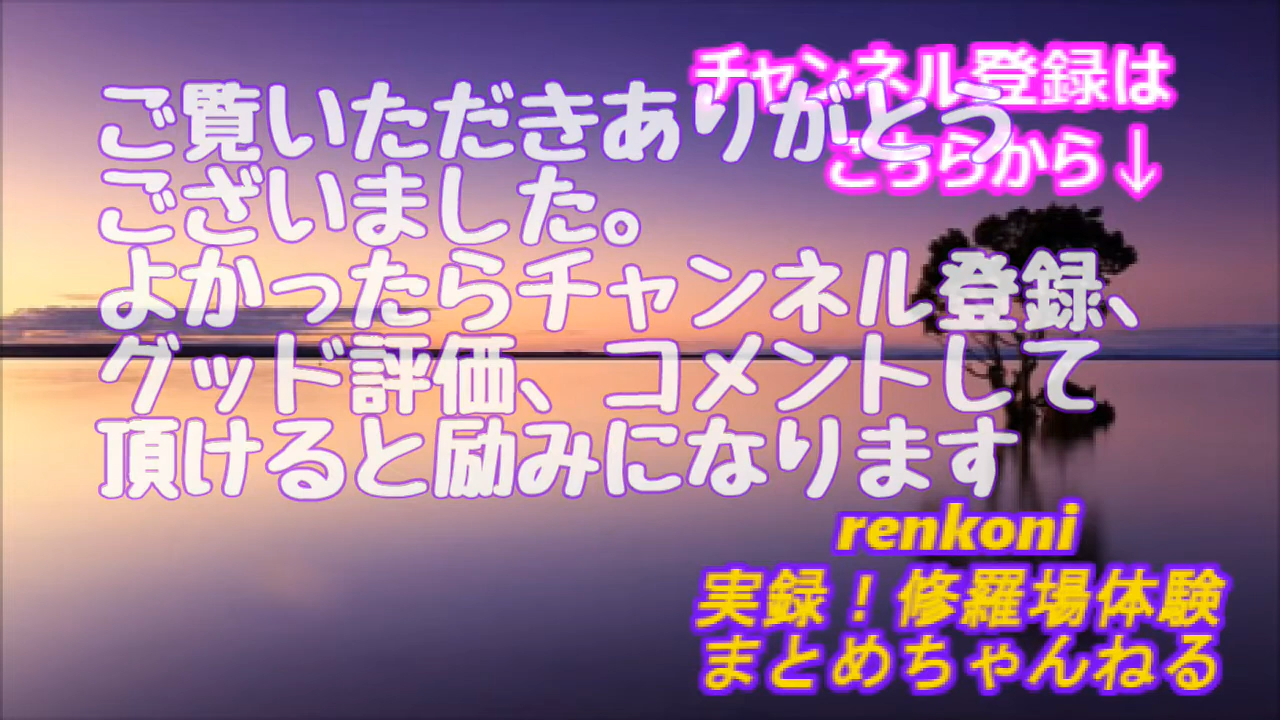 チャンネル登録は
こちらから↓
ご覧いただきありがとう
ございました。
よかったらチャンネル登録、
グッド評価、コメントして
頂けると励みになります
renkoni
実録！修羅場体験
まとめちゃんねる